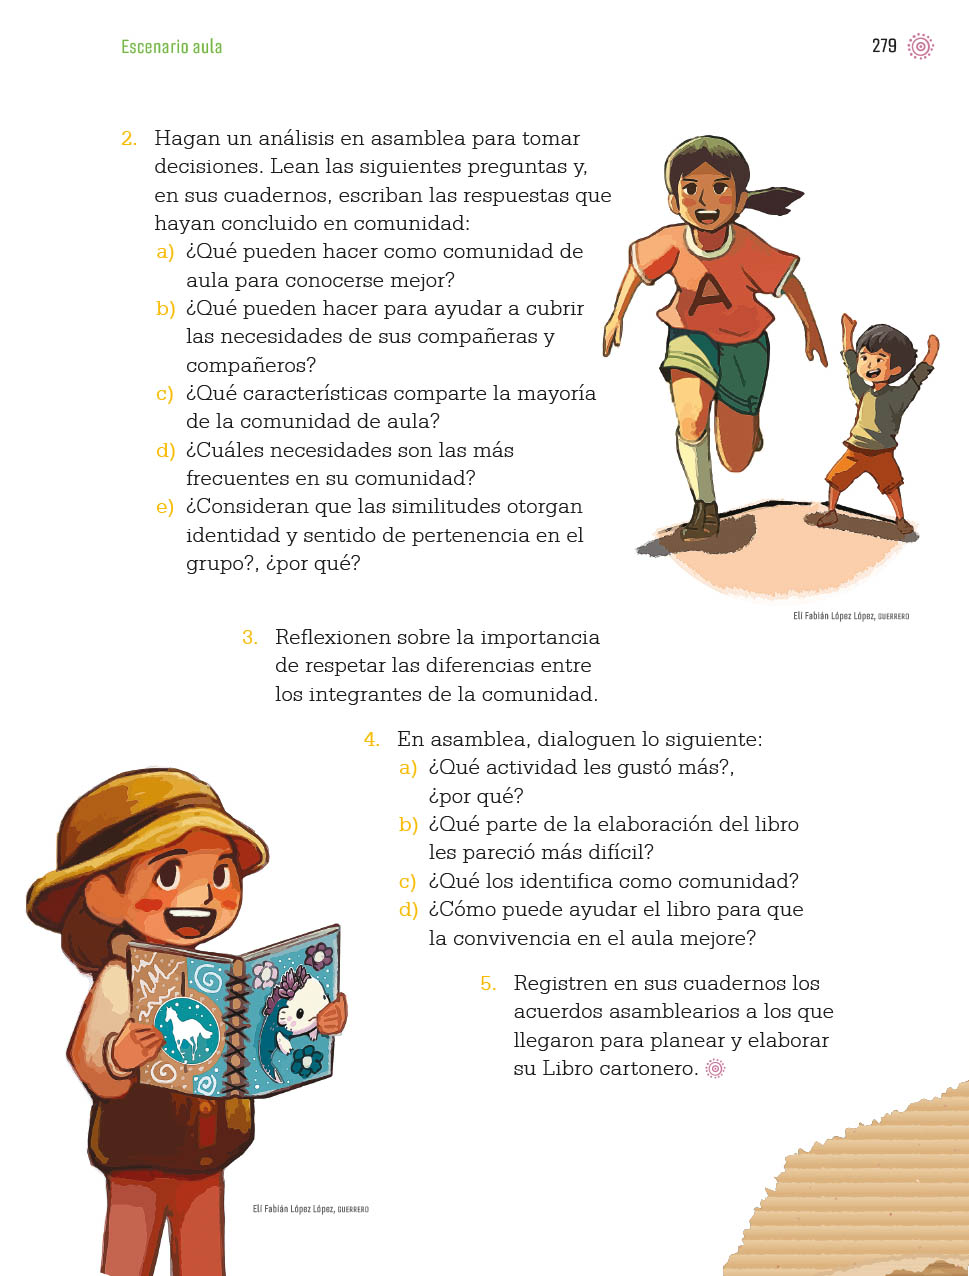 Escenario aula
279
2. Hagan un análisis en asamblea para tomar
decisiones. Lean las siguientes preguntas y,
en sus cuadernos, escriban las respuestas que
hayan concluido en comunidad:
a) ¿Qué pueden hacer como comunidad de
aula para conocerse mejor?
b) ¿Qué pueden hacer para ayudar a cubrir
las necesidades de sus compañeras y
compañeros?
c) ¿Qué características comparte la mayoría
de la comunidad de aula?
d) ¿Cuáles necesidades son las más
frecuentes en su comunidad?
e) ¿Consideran que las similitudes otorgan
identidad y sentido de pertenencia en el
grupo?, ¿por qué?
A
Elí Fabián López López, GUERRERO
3. Reflexionen sobre la importancia
de respetar las diferencias entre
los integrantes de la comunidad.
4. En asamblea, dialoguen lo siguiente:
a) ¿Qué actividad les gustó más?,
¿por qué?
b) ¿Qué parte de la elaboración del libro
les pareció más difícil?
c) ¿Qué los identifica como comunidad?
d) ¿Cómo puede ayudar el libro para que
la convivencia en el aula mejore?
5. Registren en sus cuadernos los
acuerdos asamblearios a los que
llegaron para planear y elaborar
su Libro cartonero.
Elí Fabián López López, GUERRERO